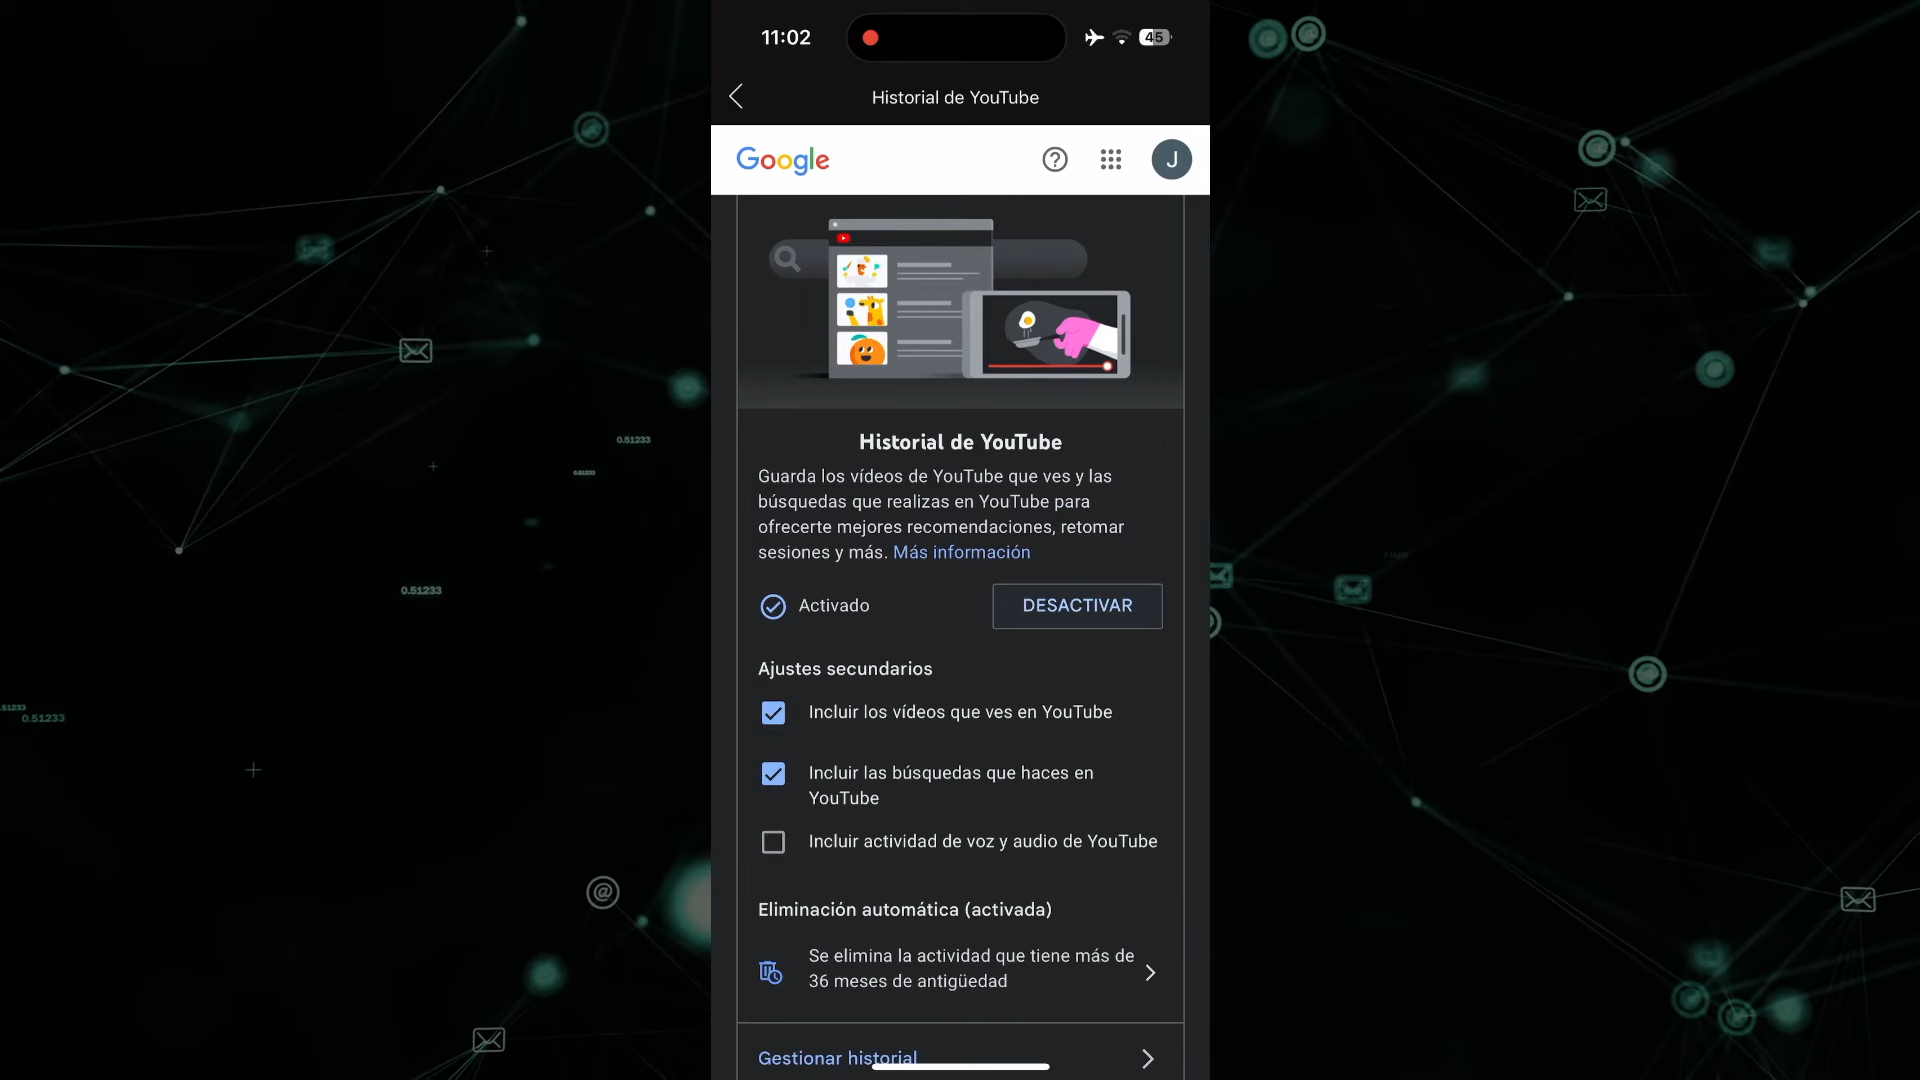 11:02
45
Historial de YouTube
Google
J
Historial de YouTube
Guarda los vídeos de YouTube que ves y las
búsquedas que realizas en YouTube para
ofrecerte mejores recomendaciones, retomar
sesiones y más. Más información
Activado
DESACTIVAR
Ajustes secundarios
Incluir los vídeos que ves en YouTube
Incluir las búsquedas que haces en
YouTube
Incluir actividad de voz y audio de YouTube
Eliminación automática (activada)
Se elimina la actividad que tiene más de
36 meses de antigüedad
Gestionar historial
0.51233
0.51233
0.51233
0.51233